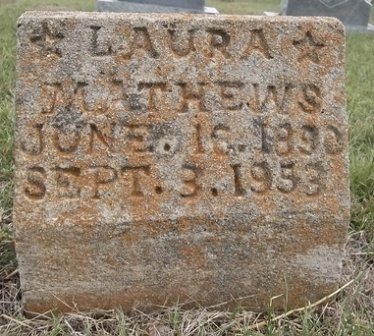 ★ LAURA ★
MATHEWS
JUNE. 16. 1890
SEPT. 3. 1953